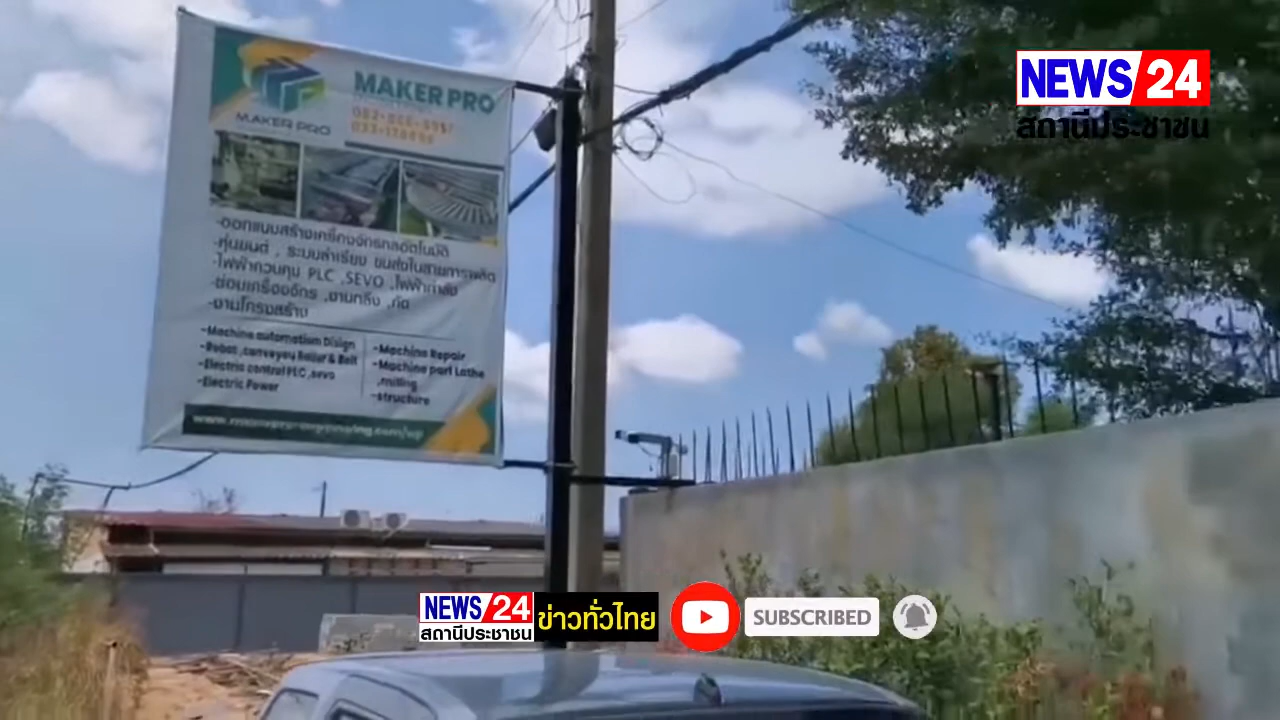 MAKER PRO
MAKER PRO
-ออกแบบสร้างเครื่องจักรกลอัตโนมัติ
-หุ่นยนต์ , ระบบลำเรียง ขนส่งในสายการผลิต
-ไฟฟ้าควบคุม PLC ,SEVO ,ไฟฟ้ากำลัง
-ซ่อมเครื่องจักร ,งานกลึง ,กัด
-งานโครงสร้าง
-Machine automation Disign
-Robot ,conveyou Roller & Belt
-Electric control PLC ,sevo
-Electric Power
-Machine Repair
-Machine part Lathe
,milling
-structure
NEWS 24
สถานีประชาชน
NEWS 24
สถานีประชาชน
ข่าวทั่วไทย
SUBSCRIBED